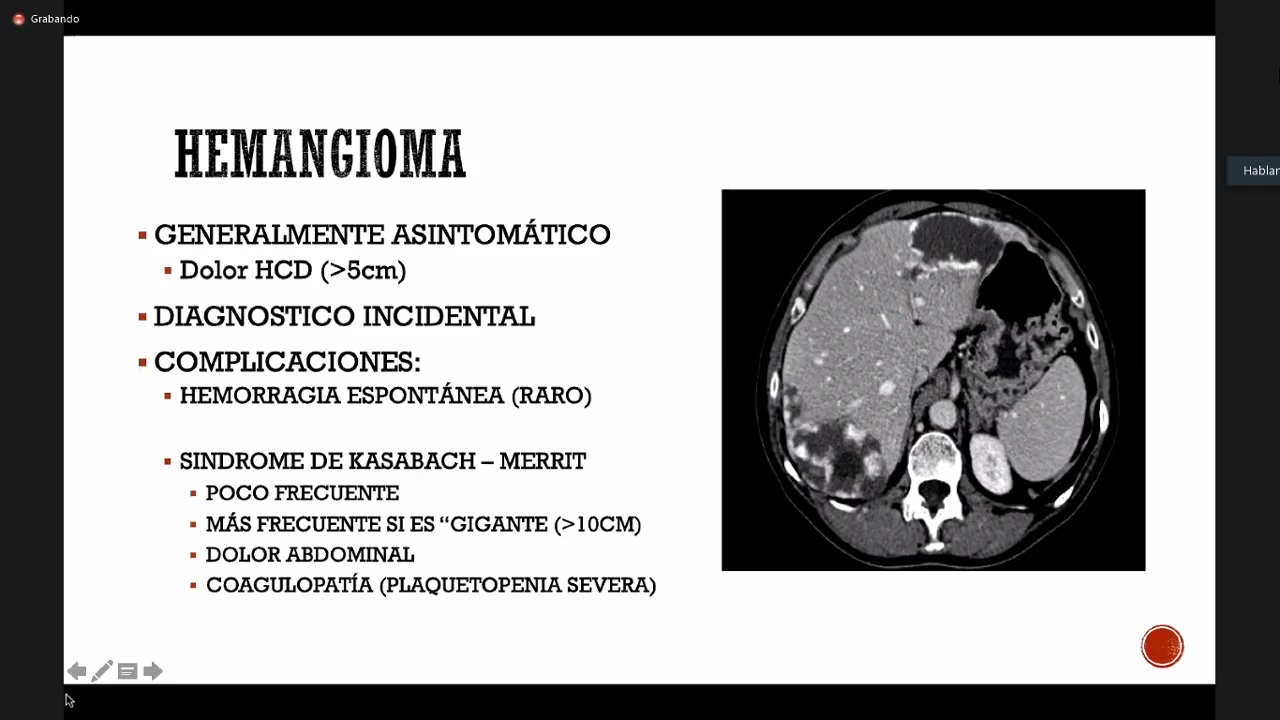 Grabando
HEMANGIOMA
GENERALMENTE ASINTOMÁTICO
Dolor HCD (>5cm)
DIAGNOSTICO INCIDENTAL
COMPLICACIONES:
HEMORRAGIA ESPONTÁNEA (RARO)
SINDROME DE KASABACH – MERRIT
POCO FRECUENTE
MÁS FRECUENTE SI ES “GIGANTE (>10CM)
DOLOR ABDOMINAL
COAGULOPATÍA (PLAQUETOPENIA SEVERA)